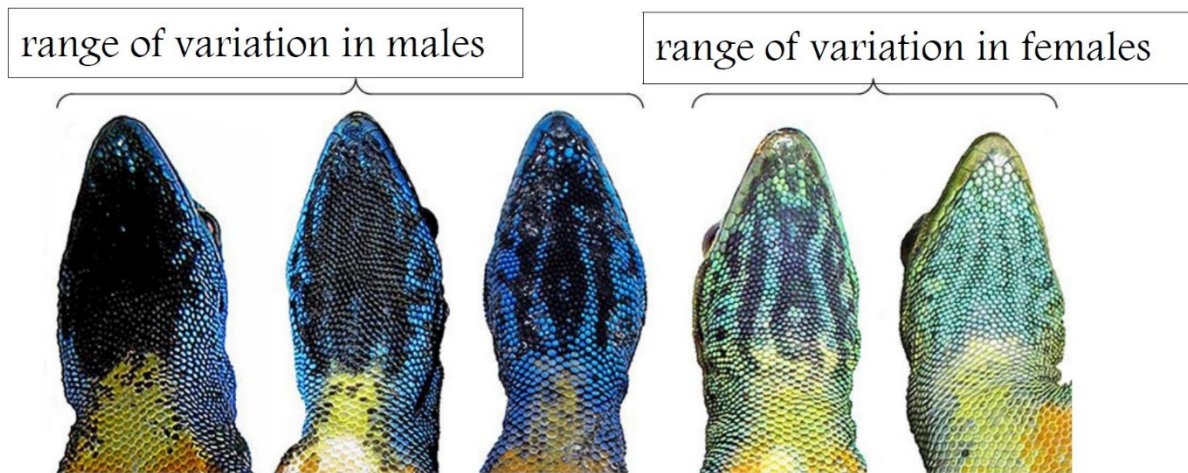 range of variation in males
range of variation in females